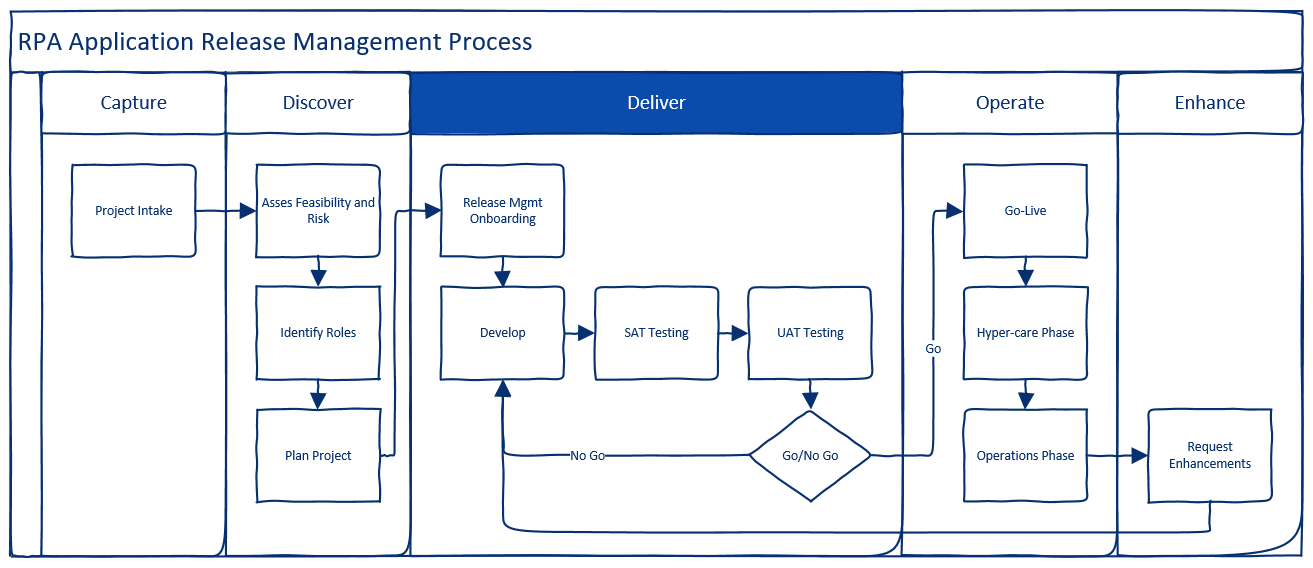 RPA Application Release Management Process
Capture
Discover
Deliver
Operate
Enhance
Project Intake
Asses Feasibility and
Risk
Release Mgmt
Onboarding
Go-Live
Identify Roles
Develop
SAT Testing
UAT Testing
Go
Hyper-care Phase
Plan Project
No Go
Go/No Go
Operations Phase
Request
Enhancements